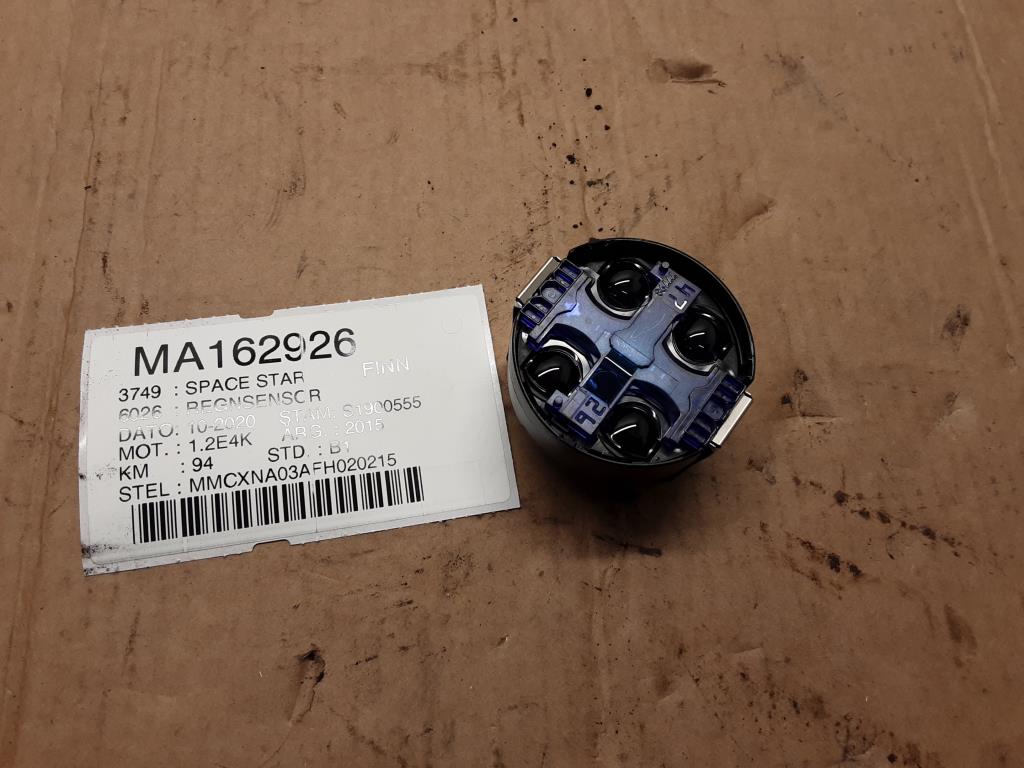 MA162926
FINN
3749 : SPACE STAR
6026 : REGNSENSOR
DATO: 10-2020 STAM: S1900555
MOT. : 1.2E4K ARG. : 2015
KM : 94 STD. : B1
STEL : MMCXNA03AFH020215